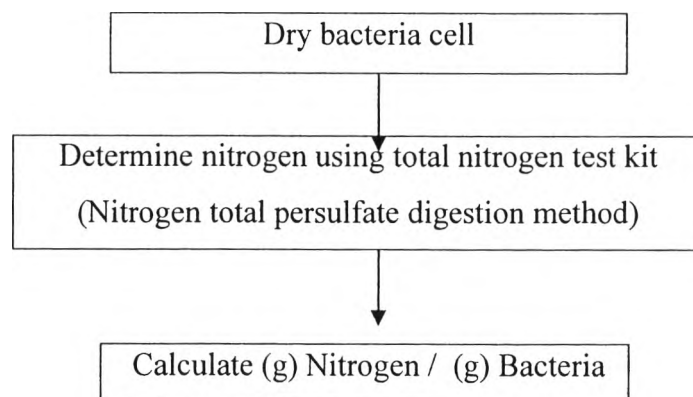 Dry bacteria cell
Determine nitrogen using total nitrogen test kit
(Nitrogen total persulfate digestion method)
Calculate (g) Nitrogen / (g) Bacteria